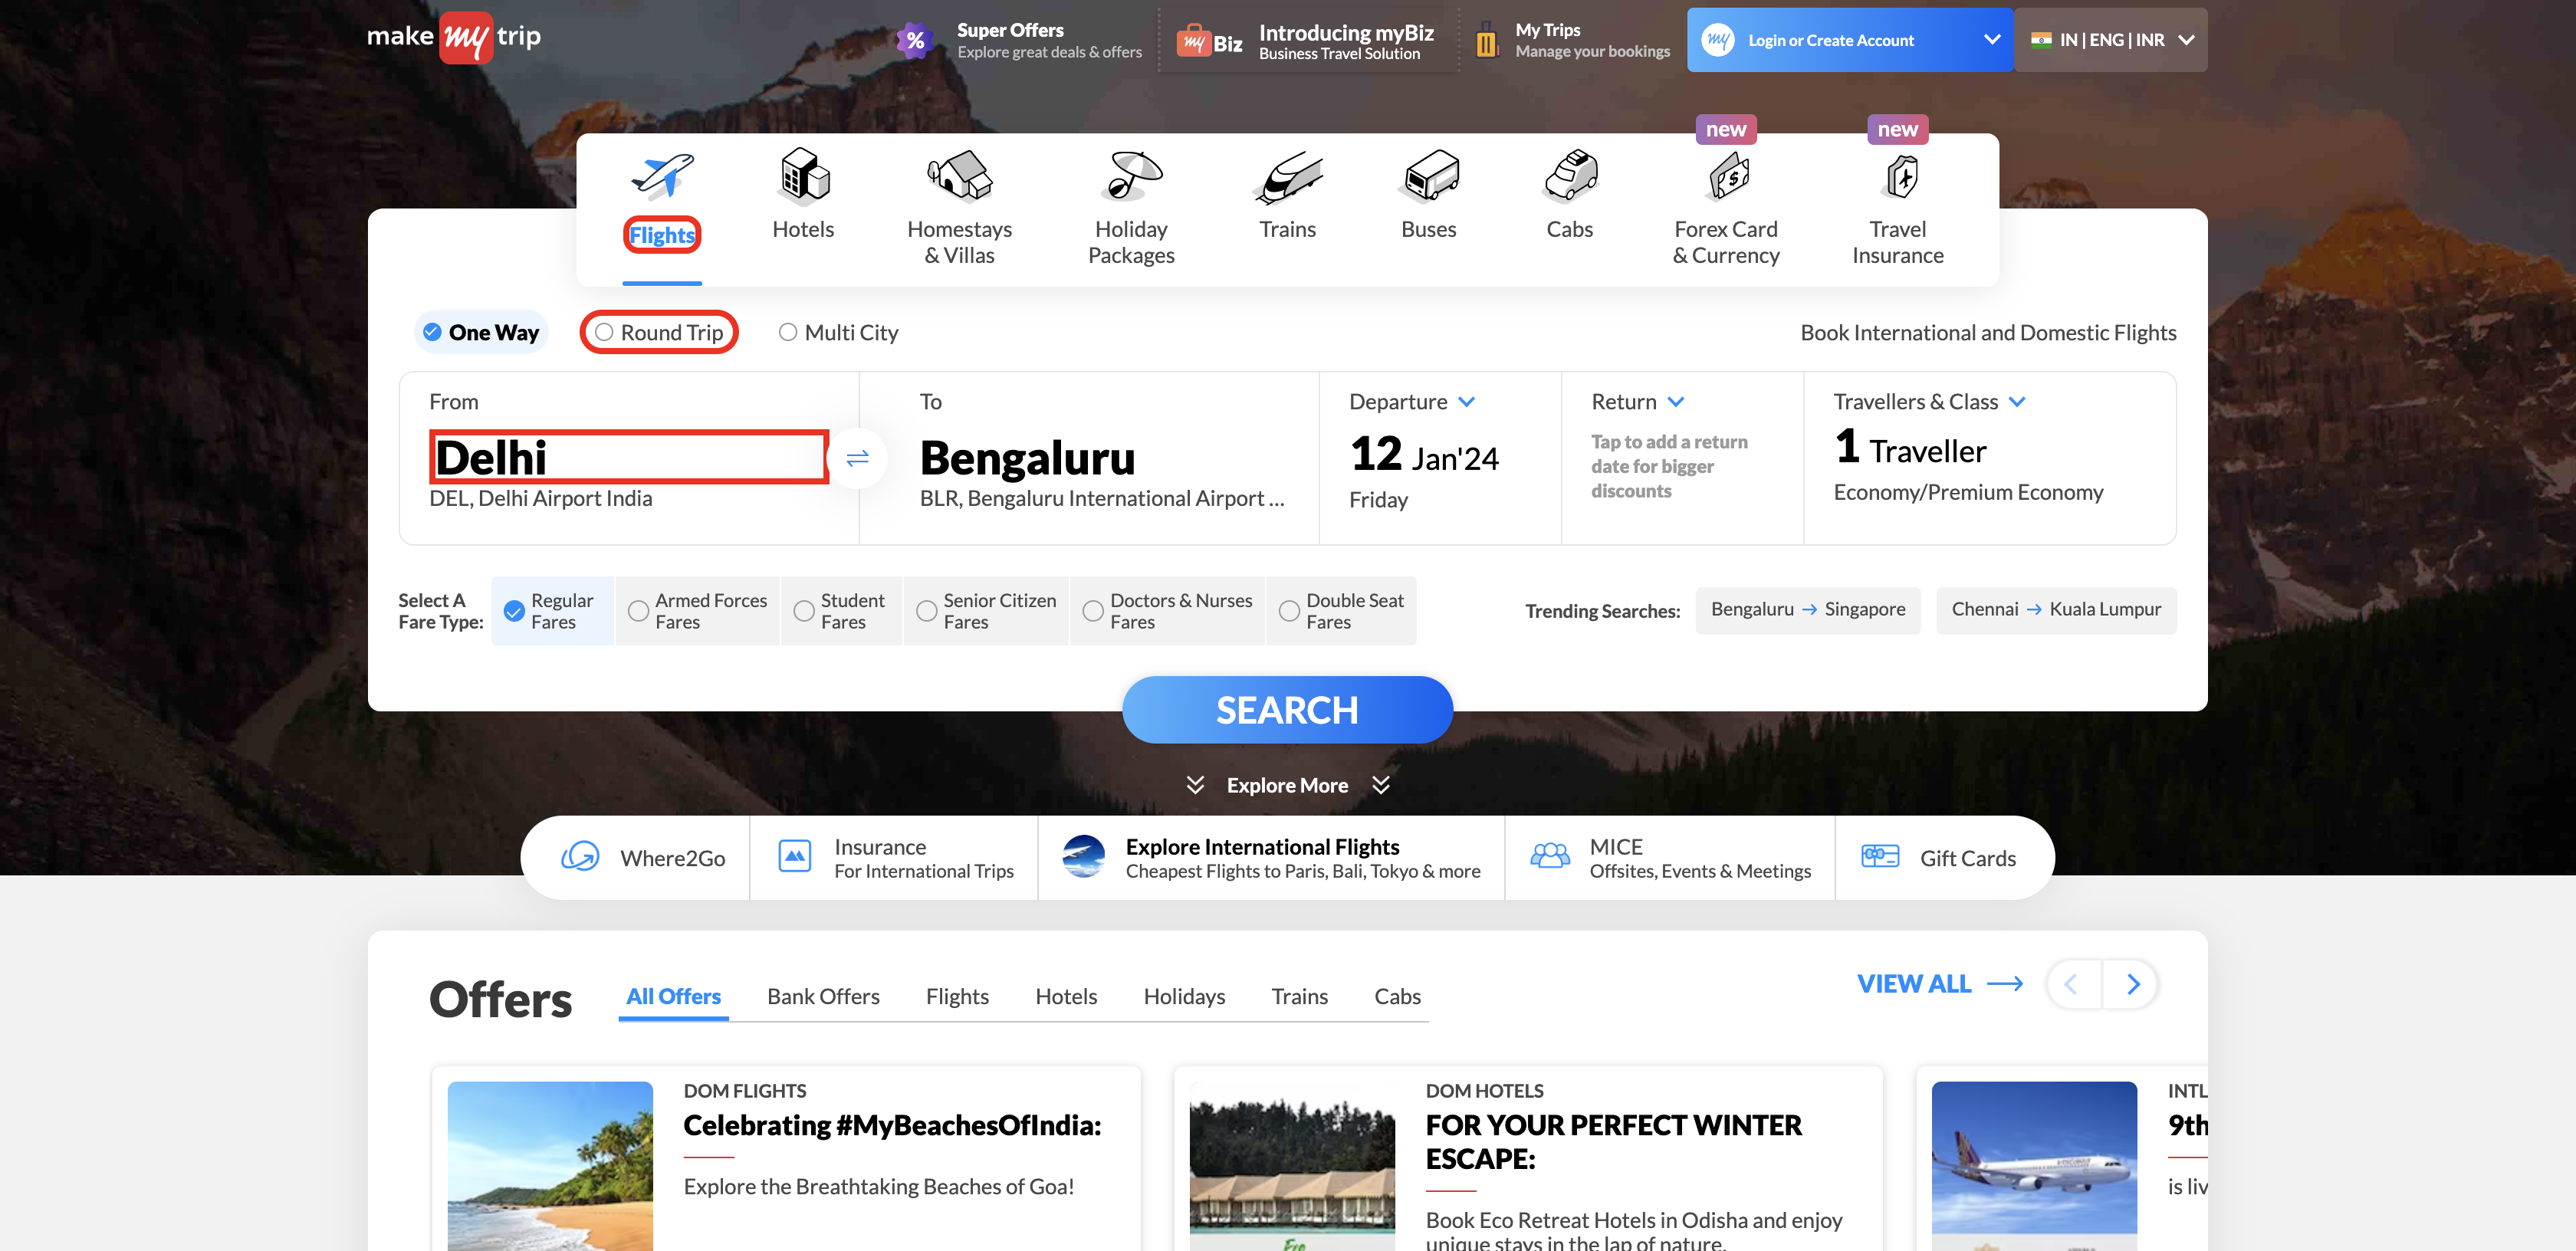 make my trip
Super Offers
Explore great deals & offers
my Biz
Introducing myBiz
Business Travel Solution
My Trips
Manage your bookings
my Login or Create Account
IN | ENG | INR
new
new
Flights
Hotels
Homestays
& Villas
Holiday
Packages
Trains
Buses
Cabs
Forex Card
& Currency
Travel
Insurance
One Way
Round Trip
Multi City
Book International and Domestic Flights
From
Delhi
DEL, Delhi Airport India
To
Bengaluru
BLR, Bengaluru International Airport ...
Departure
12 Jan'24
Friday
Return
Tap to add a return
date for bigger
discounts
Travellers & Class
1 Traveller
Economy/Premium Economy
Select A
Fare Type:
Regular
Fares
Armed Forces
Fares
Student
Fares
Senior Citizen
Fares
Doctors & Nurses
Fares
Double Seat
Fares
Trending Searches:
Bengaluru → Singapore
Chennai → Kuala Lumpur
SEARCH
Explore More
Where2Go
Insurance
For International Trips
Explore International Flights
Cheapest Flights to Paris, Bali, Tokyo & more
MICE
Offsites, Events & Meetings
Gift Cards
Offers
All Offers
Bank Offers
Flights
Hotels
Holidays
Trains
Cabs
VIEW ALL
DOM FLIGHTS
Celebrating #MyBeachesOfIndia:
Explore the Breathtaking Beaches of Goa!
DOM HOTELS
FOR YOUR PERFECT WINTER
ESCAPE:
Book Eco Retreat Hotels in Odisha and enjoy
unique stays in the lap of nature.
Eco
INTL
9th
is liv